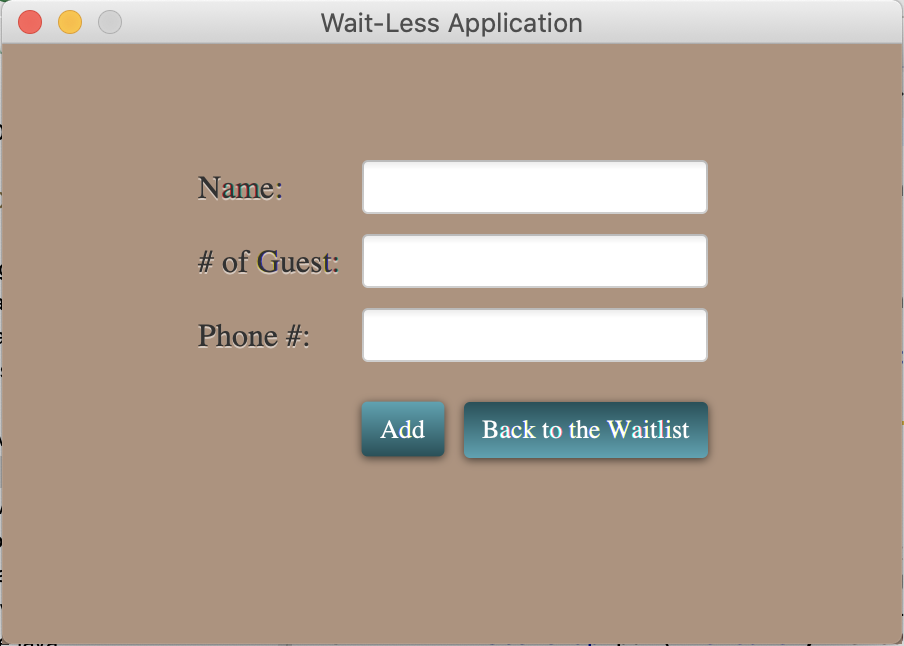 Wait-Less Application
Name:
# of Guest:
Phone #:
Add
Back to the Waitlist